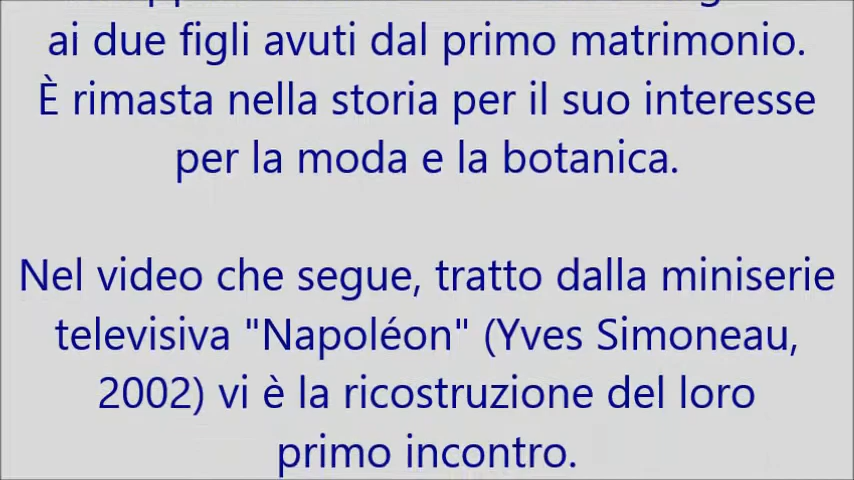 ai due figli avuti dal primo matrimonio.
È rimasta nella storia per il suo interesse
per la moda e la botanica.
Nel video che segue, tratto dalla miniserie
televisiva "Napoléon" (Yves Simoneau,
2002) vi è la ricostruzione del loro
primo incontro.